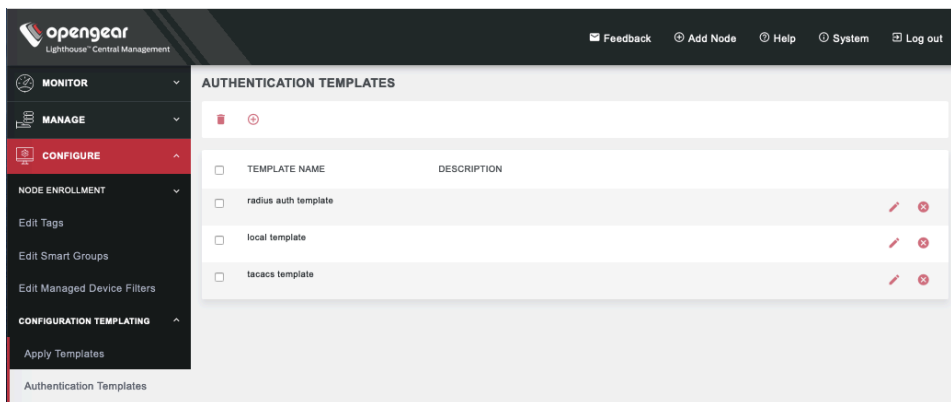 opengear
Lighthouse™ Central Management
Feedback
Add Node
Help
System
Log out
MONITOR
MANAGE
CONFIGURE
NODE ENROLLMENT
Edit Tags
Edit Smart Groups
Edit Managed Device Filters
CONFIGURATION TEMPLATING
Apply Templates
Authentication Templates
AUTHENTICATION TEMPLATES
TEMPLATE NAME DESCRIPTION
radius auth template
local template
tacacs template